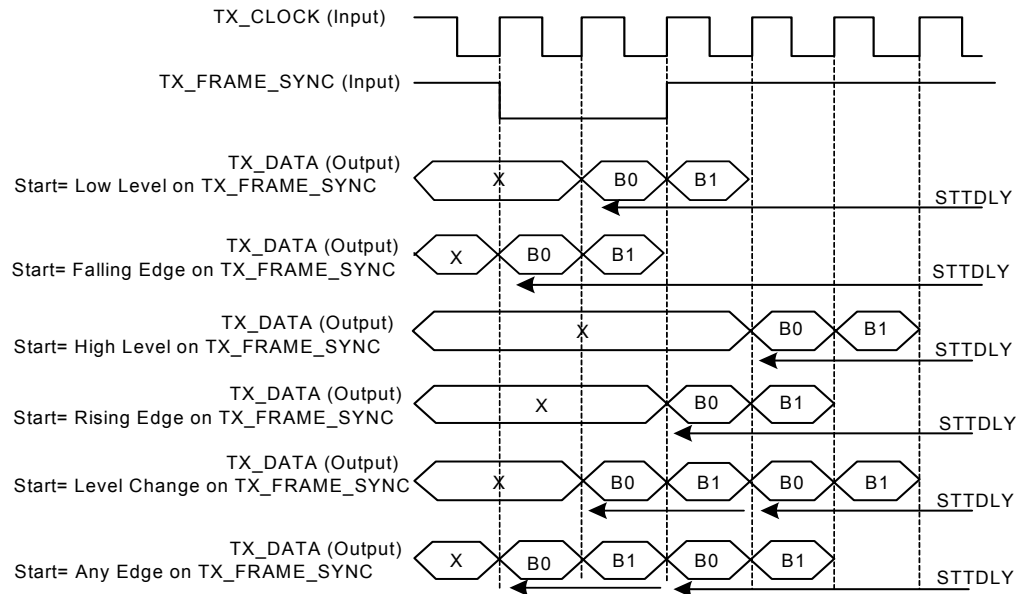 TX_CLOCK (Input)
TX_FRAME_SYNC (Input)
TX_DATA (Output)
Start= Low Level on TX_FRAME_SYNC
X B0 B1
STTDLY
TX_DATA (Output)
Start= Falling Edge on TX_FRAME_SYNC
X B0 B1
STTDLY
TX_DATA (Output)
Start= High Level on TX_FRAME_SYNC
X B0 B1
STTDLY
TX_DATA (Output)
Start= Rising Edge on TX_FRAME_SYNC
X B0 B1
STTDLY
TX_DATA (Output)
Start= Level Change on TX_FRAME_SYNC
X B0 B1 B0 B1
STTDLY
TX_DATA (Output)
Start= Any Edge on TX_FRAME_SYNC
X B0 B1 B0 B1
STTDLY